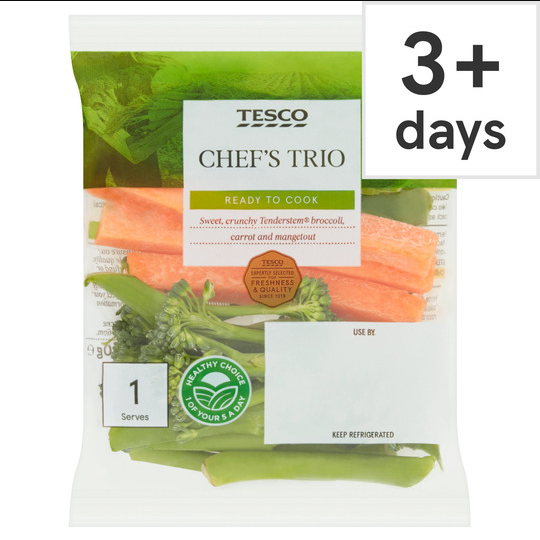 3+
days
TESCO
CHEF'S TRIO
READY TO COOK
Sweet, crunchy Tenderstem® broccoli,
carrot and mangetout
TESCO
EXPERTLY SELECTED
FOR
FRESHNESS
& QUALITY
SINCE 1919
USE BY.
HEALTHY CHOICE
1 OF YOUR 5 A DAY
1
Serves
KEEP REFRIGERATED